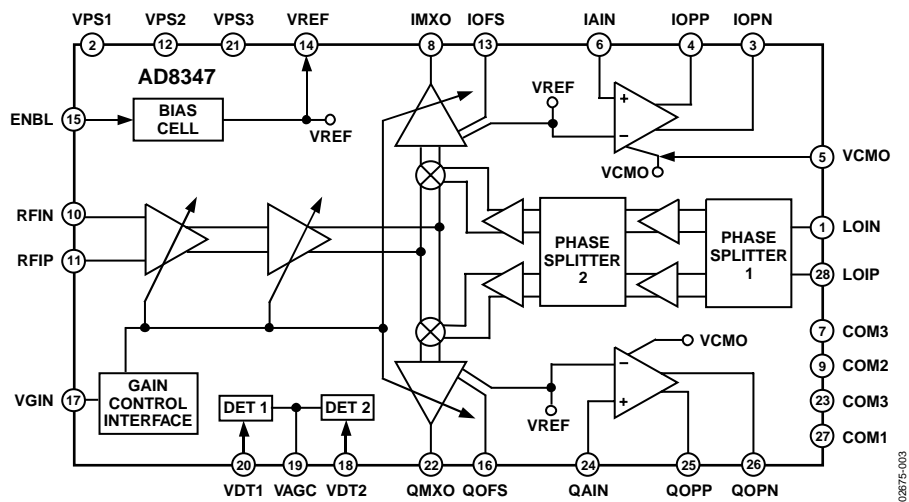 VPS1 VPS2 VPS3 VREF IMXO IOFS IAIN IOPP IOPN
2 12 21 14 8 13 6 4 3
AD8347
ENBL 15
BIAS
CELL
VREF
VREF
+
−
VCMO
5 VCMO
RFIN 10
RFIP 11
PHASE
SPLITTER
2
PHASE
SPLITTER
1
1 LOIN
28 LOIP
7 COM3
9 COM2
23 COM3
27 COM1
VCMO
−
+
VREF
VGIN 17
GAIN
CONTROL
INTERFACE
DET 1 DET 2
20 19 18 22 16 24 25 26
VDT1 VAGC VDT2 QMXO QOFS QAIN QOPP QOPN
02675-003